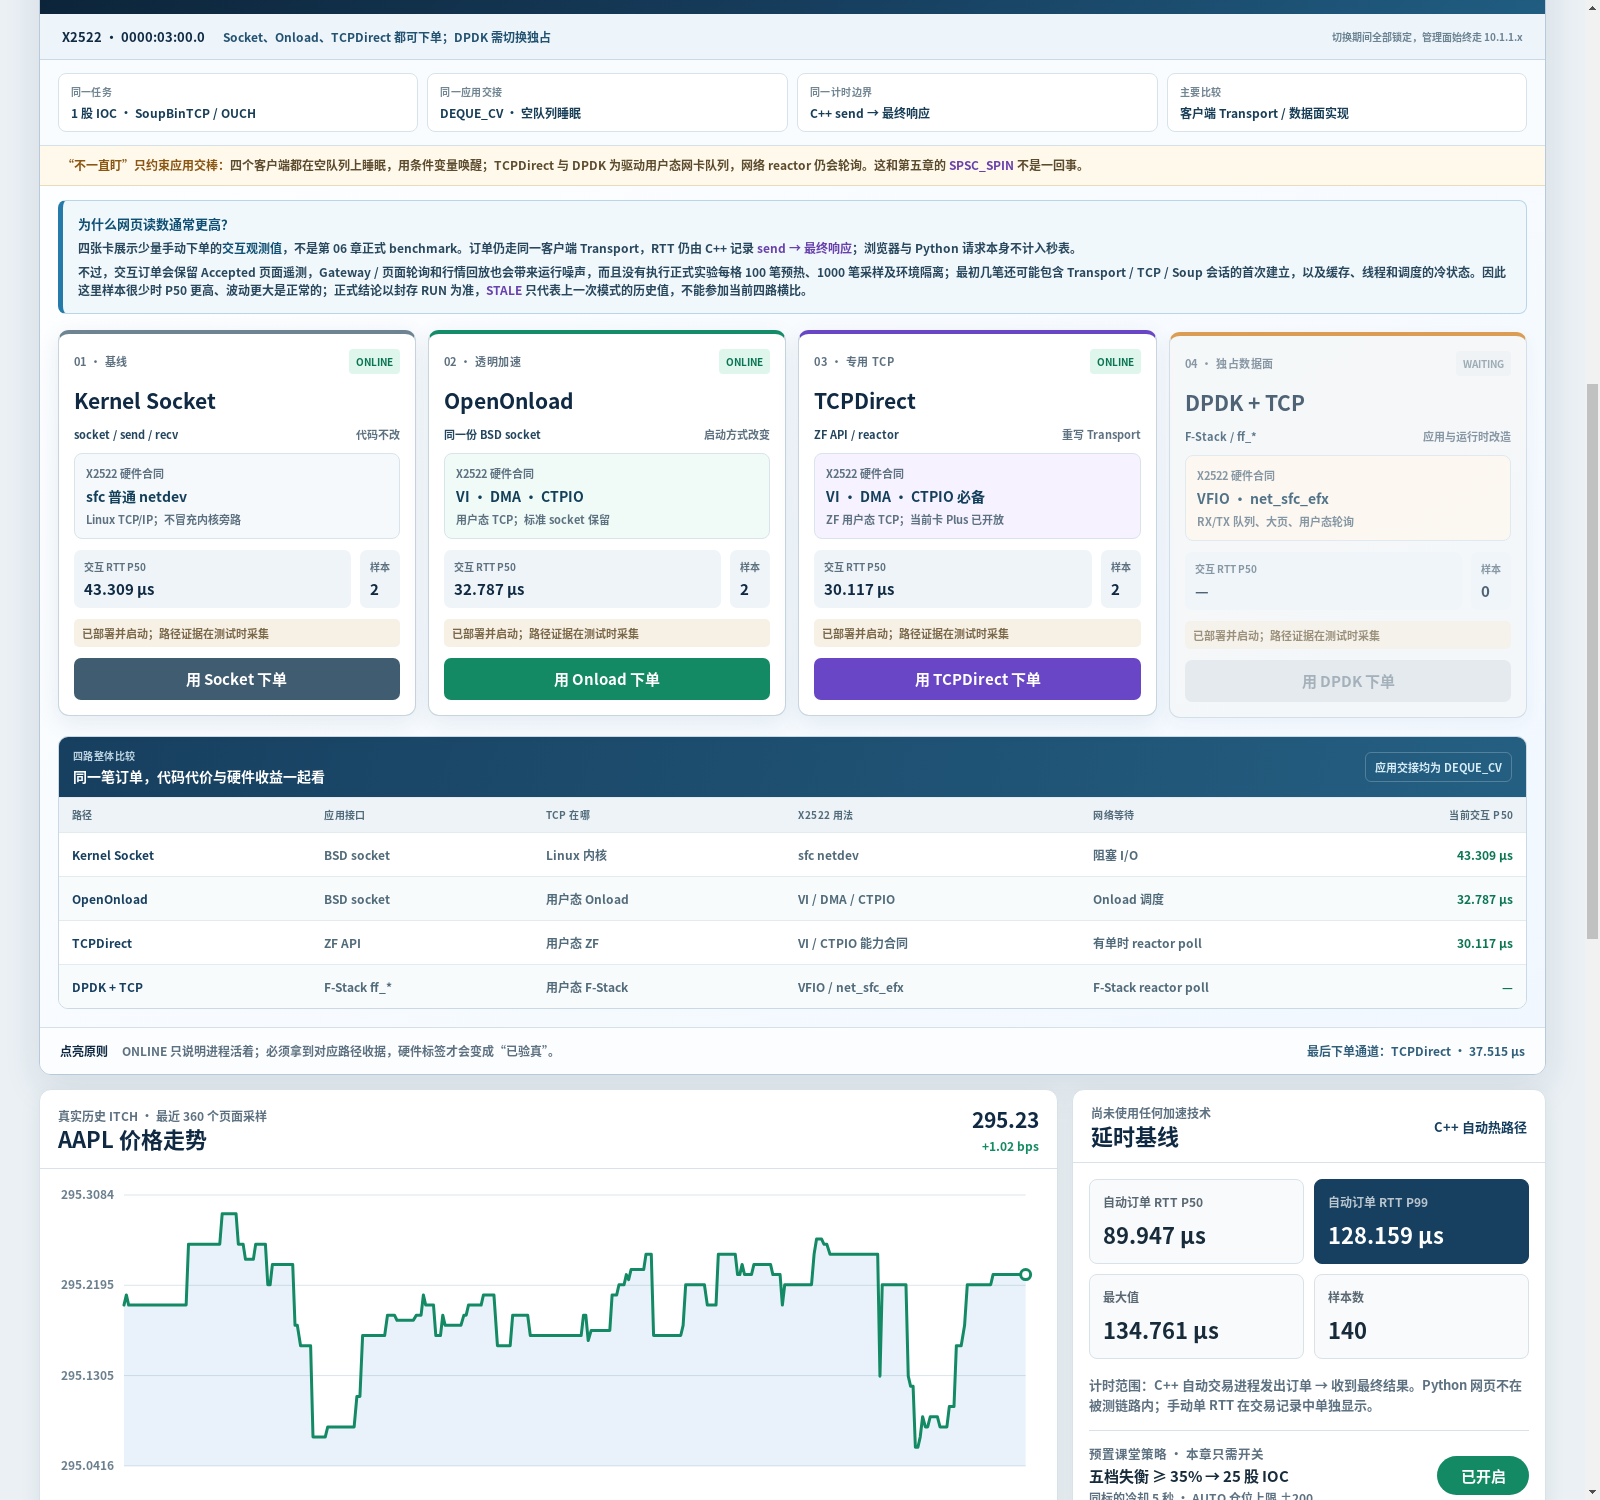 X2522 · 0000:03:00.0 Socket、Onload、TCPDirect 都可下单；DPDK 需切换独占 切换期间全部锁定，管理面始终走 10.1.1.x
同一任务
1 股 IOC · SoupBinTCP / OUCH
同一应用交接
DEQUE_CV · 空队列睡眠
同一计时边界
C++ send → 最终响应
主要比较
客户端 Transport / 数据面实现
“不一直盯”只约束应用交棒：四个客户端都在空队列上睡眠，用条件变量唤醒；TCPDirect 与 DPDK 为驱动用户态网卡队列，网络 reactor 仍会轮询。这和第五章的 SPSC_SPIN 不是一回事。
为什么网页读数通常更高？
四张卡展示少量手动下单的交互观测值，不是第 06 章正式 benchmark。订单仍走同一客户端 Transport，RTT 仍由 C++ 记录 send → 最终响应；浏览器与 Python 请求本身不计入秒表。
不过，交互订单会保留 Accepted 页面遥测，Gateway / 页面轮询和行情回放也会带来运行噪声，而且没有执行正式实验每格 100 笔预热、1000 笔采样及环境隔离；最初几笔还可能包含 Transport / TCP / Soup 会话的首次建立，以及缓存、线程和调度的冷状态。因此
这里样本很少时 P50 更高、波动更大是正常的；正式结论以封存 RUN 为准，STALE 只代表上一次模式的历史值，不能参加当前四路横比。
01 · 基线 ONLINE
Kernel Socket
socket / send / recv 代码不改
X2522 硬件合同
sfc 普通 netdev
Linux TCP/IP；不冒充内核旁路
交互 RTT P50 样本
43.309 µs 2
已部署并启动；路径证据在测试时采集
用 Socket 下单
02 · 透明加速 ONLINE
OpenOnload
同一份 BSD socket 启动方式改变
X2522 硬件合同
VI · DMA · CTPIO
用户态 TCP；标准 socket 保留
交互 RTT P50 样本
32.787 µs 2
已部署并启动；路径证据在测试时采集
用 Onload 下单
03 · 专用 TCP ONLINE
TCPDirect
ZF API / reactor 重写 Transport
X2522 硬件合同
VI · DMA · CTPIO 必备
ZF 用户态 TCP；当前卡 Plus 已开放
交互 RTT P50 样本
30.117 µs 2
已部署并启动；路径证据在测试时采集
用 TCPDirect 下单
04 · 独占数据面 WAITING
DPDK + TCP
F-Stack / ff_* 应用与运行时改造
X2522 硬件合同
VFIO · net_sfc_efx
RX/TX 队列、大页、用户态轮询
交互 RTT P50 样本
— 0
已部署并启动；路径证据在测试时采集
用 DPDK 下单
四路整体比较
同一笔订单，代码代价与硬件收益一起看
应用交接均为 DEQUE_CV
路径 应用接口 TCP 在哪 X2522 用法 网络等待 当前交互 P50
Kernel Socket BSD socket Linux 内核 sfc netdev 阻塞 I/O 43.309 µs
OpenOnload BSD socket 用户态 Onload VI / DMA / CTPIO Onload 调度 32.787 µs
TCPDirect ZF API 用户态 ZF VI / CTPIO 能力合同 有单时 reactor poll 30.117 µs
DPDK + TCP F-Stack ff_* 用户态 F-Stack VFIO / net_sfc_efx F-Stack reactor poll —
点亮原则 ONLINE 只说明进程活着；必须拿到对应路径收据，硬件标签才会变成“已验真”。 最后下单通道：TCPDirect · 37.515 µs
真实历史 ITCH · 最近 360 个页面采样
AAPL 价格走势
295.23
+1.02 bps
295.3084
295.2195
295.1305
295.0416
尚未使用任何加速技术
延时基线
C++ 自动热路径
自动订单 RTT P50
89.947 µs
自动订单 RTT P99
128.159 µs
最大值
134.761 µs
样本数
140
计时范围：C++ 自动交易进程发出订单 → 收到最终结果。Python 网页不在
被测链路内；手动单 RTT 在交易记录中单独显示。
预置课堂策略 · 本章只需开关
五档失衡 ≥ 35% → 25 股 IOC
已开启
同标的冷却 5 秒 · AUTO 仓位上限 ±200